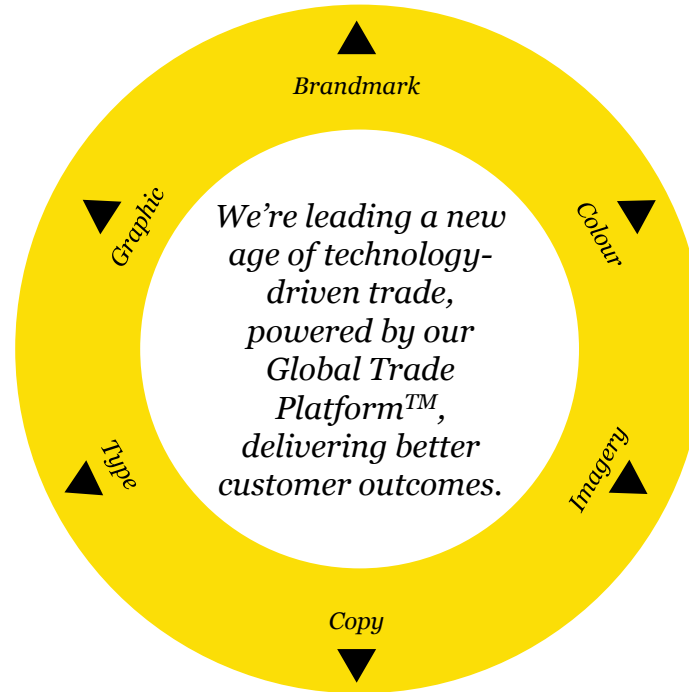 Brandmark
Graphic
Colour
We’re leading a new
age of technology-
driven trade,
powered by our
Global Trade
Platform™,
delivering better
customer outcomes.
Type
Imagery
Copy